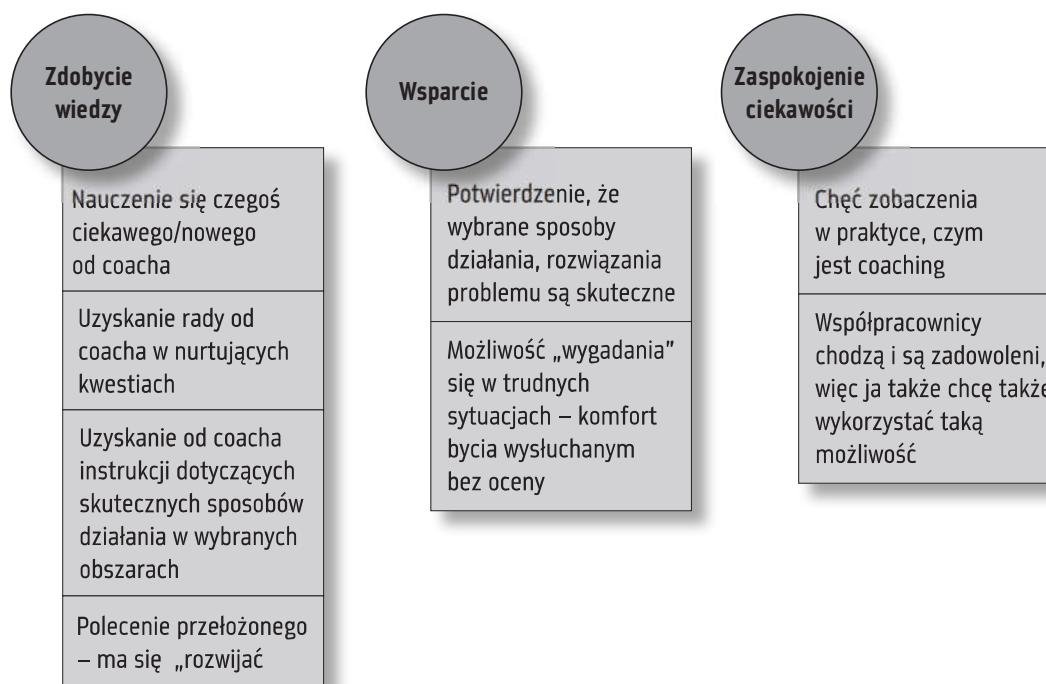 Zdobycie
wiedzy
Nauczenie się czegoś
ciekawego/nowego
od coacha
Uzyskanie rady od
coacha w nurtujących
kwestiach
Uzyskanie od coacha
instrukcji dotyczących
skutecznych sposobów
działania w wybranych
obszarach
Polecenie przełożonego
– ma się „rozwijać
Wsparcie
Potwierdzenie, że
wybrane sposoby
działania, rozwiązania
problemu są skuteczne
Możliwość „wygadania”
się w trudnych
sytuacjach – komfort
bycia wysłuchanym
bez oceny
Zaspokojenie
ciekawości
Chęć zobaczenia
w praktyce, czym
jest coaching
Współpracownicy
chodzą i są zadowoleni,
więc ja także chcę także
wykorzystać taką
możliwość